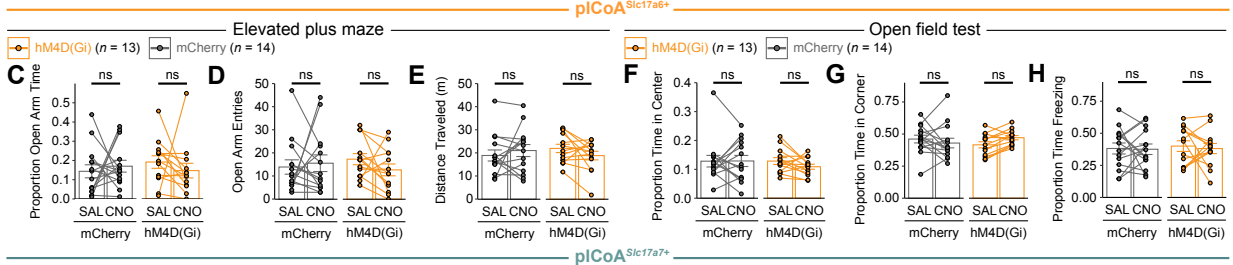 plCoA^Slc17a6+
Elevated plus maze
Open field test
hM4D(Gi) (n = 13) mCherry (n = 14)
hM4D(Gi) (n = 13) mCherry (n = 14)
C
Proportion Open Arm Time
0.5
0.4
0.3
0.2
0.1
0.0
ns ns
SAL CNO SAL CNO
mCherry hM4D(Gi)
D
Open Arm Entries
50
40
30
20
10
0
ns ns
SAL CNO SAL CNO
mCherry hM4D(Gi)
E
Distance Traveled (m)
50
40
30
20
10
0
ns ns
SAL CNO SAL CNO
mCherry hM4D(Gi)
F
Proportion Time in Center
0.4
0.3
0.2
0.1
0.0
ns ns
SAL CNO SAL CNO
mCherry hM4D(Gi)
G
Proportion Time in Corner
0.75
0.50
0.25
0.00
ns ns
SAL CNO SAL CNO
mCherry hM4D(Gi)
H
Proportion Time Freezing
0.75
0.50
0.25
0.00
ns ns
SAL CNO SAL CNO
mCherry hM4D(Gi)
plCoA^Slc17a7+